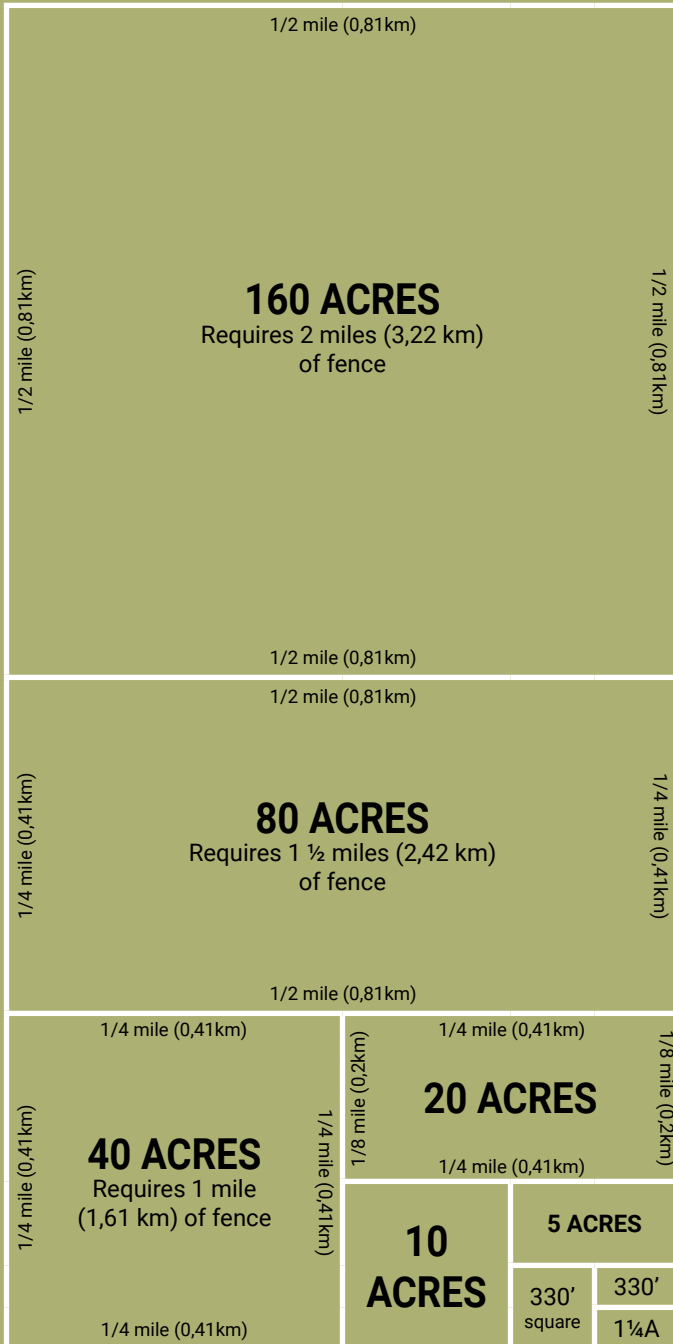 1/2 mile (0,81km)
1/2 mile (0,81km)
160 ACRES
Requires 2 miles (3,22 km)
of fence
1/2 mile (0,81km)
1/2 mile (0,81km)
1/2 mile (0,81km)
1/4 mile (0,41km)
80 ACRES
Requires 1 ½ miles (2,42 km)
of fence
1/4 mile (0,41km)
1/2 mile (0,81km)
1/4 mile (0,41km)
1/4 mile (0,41km)
40 ACRES
Requires 1 mile
(1,61 km) of fence
1/4 mile (0,41km)
1/4 mile (0,41km)
1/4 mile (0,41km)
1/8 mile (0,2km)
20 ACRES
1/8 mile (0,2km)
1/4 mile (0,41km)
10
ACRES
5 ACRES
330’
square
330’
1¼A